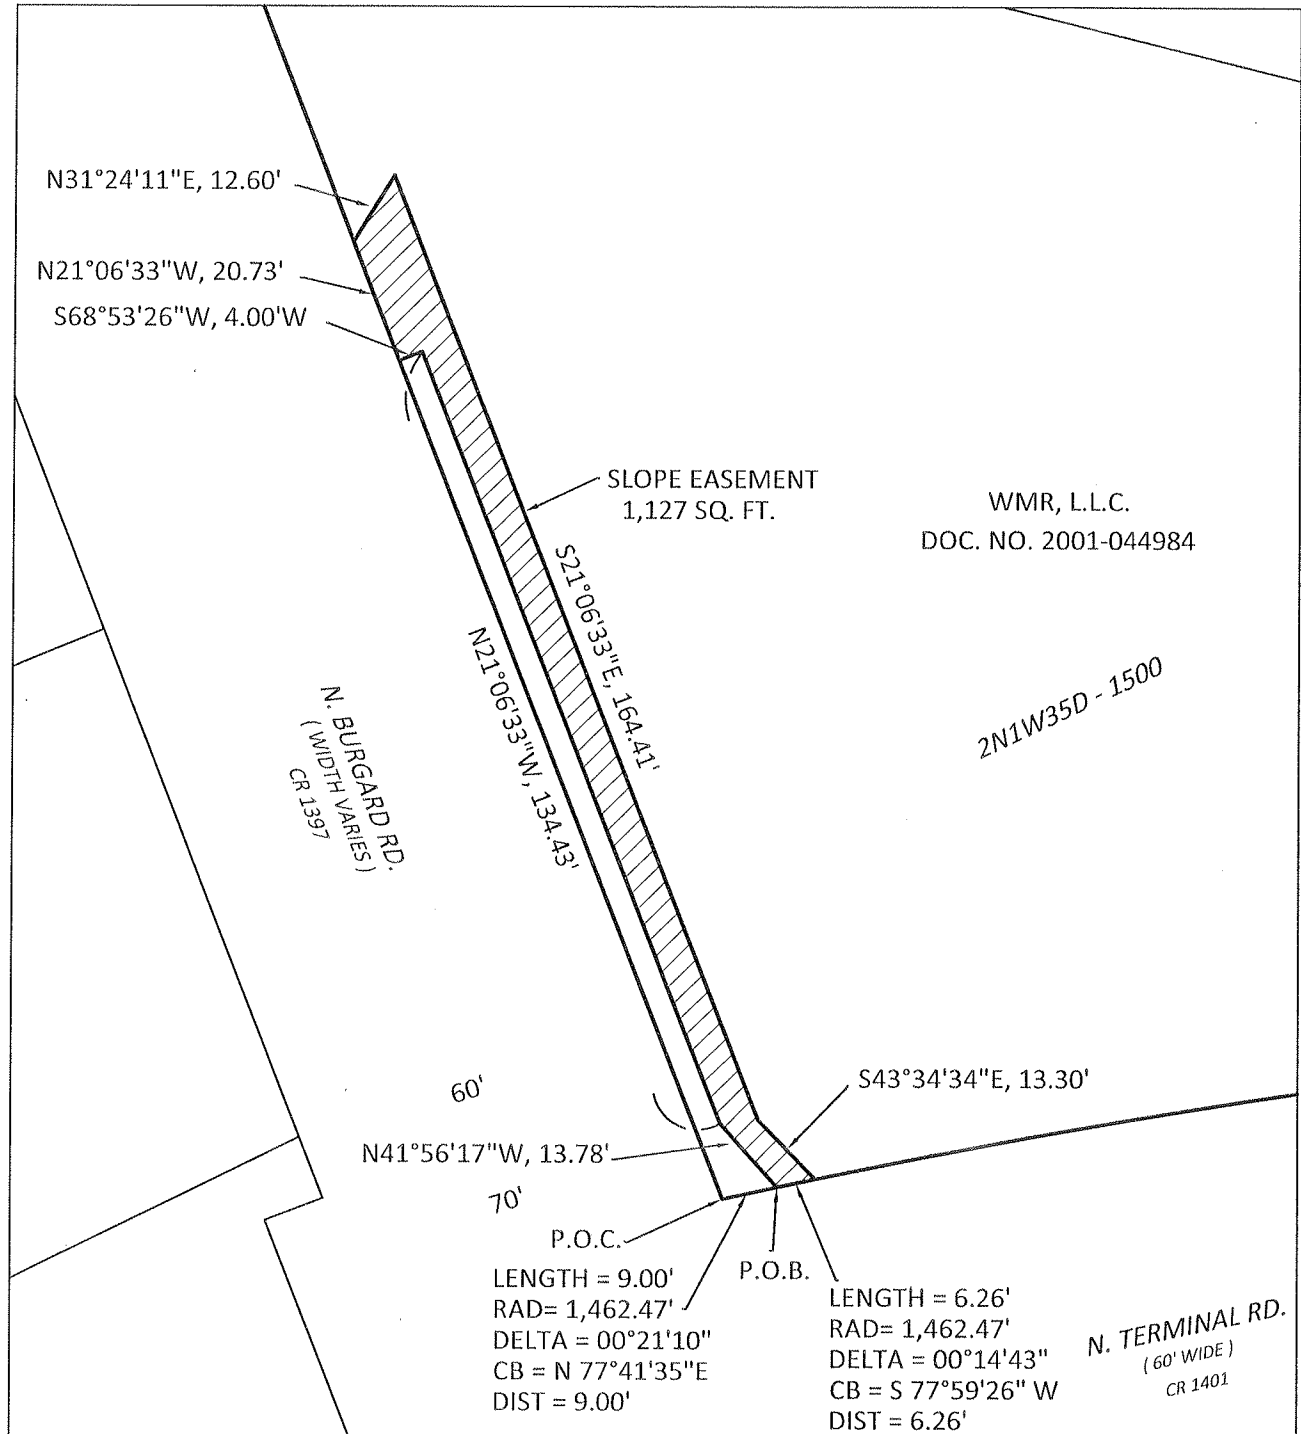 N31°24'11"E, 12.60'
N21°06'33"W, 20.73'
S68°53'26"W, 4.00'W
SLOPE EASEMENT
1,127 SQ. FT.
WMR, L.L.C.
DOC. NO. 2001-044984
S21°06'33"E, 164.41'
N21°06'33"W, 134.43'
2N1W35D - 1500
N. BURGARD RD.
( WIDTH VARIES )
CR 1397
60'
S43°34'34"E, 13.30'
N41°56'17"W, 13.78'
70'
P.O.C.
P.O.B.
LENGTH = 9.00'
RAD= 1,462.47'
DELTA = 00°21'10"
CB = N 77°41'35"E
DIST = 9.00'
LENGTH = 6.26'
RAD= 1,462.47'
DELTA = 00°14'43"
CB = S 77°59'26" W
DIST = 6.26'
N. TERMINAL RD.
( 60' WIDE )
CR 1401